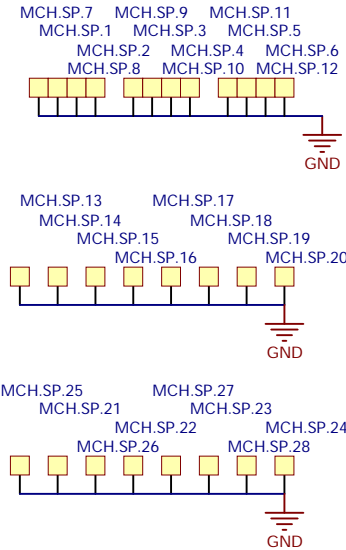 MCH.SP.7 MCH.SP.9 MCH.SP.11
MCH.SP.1 MCH.SP.3 MCH.SP.5
MCH.SP.2 MCH.SP.4 MCH.SP.6
MCH.SP.8 MCH.SP.10 MCH.SP.12
GND
MCH.SP.13 MCH.SP.17
MCH.SP.14 MCH.SP.18
MCH.SP.15 MCH.SP.19
MCH.SP.16 MCH.SP.20
GND
MCH.SP.25 MCH.SP.27
MCH.SP.21 MCH.SP.23
MCH.SP.22 MCH.SP.24
MCH.SP.26 MCH.SP.28
GND